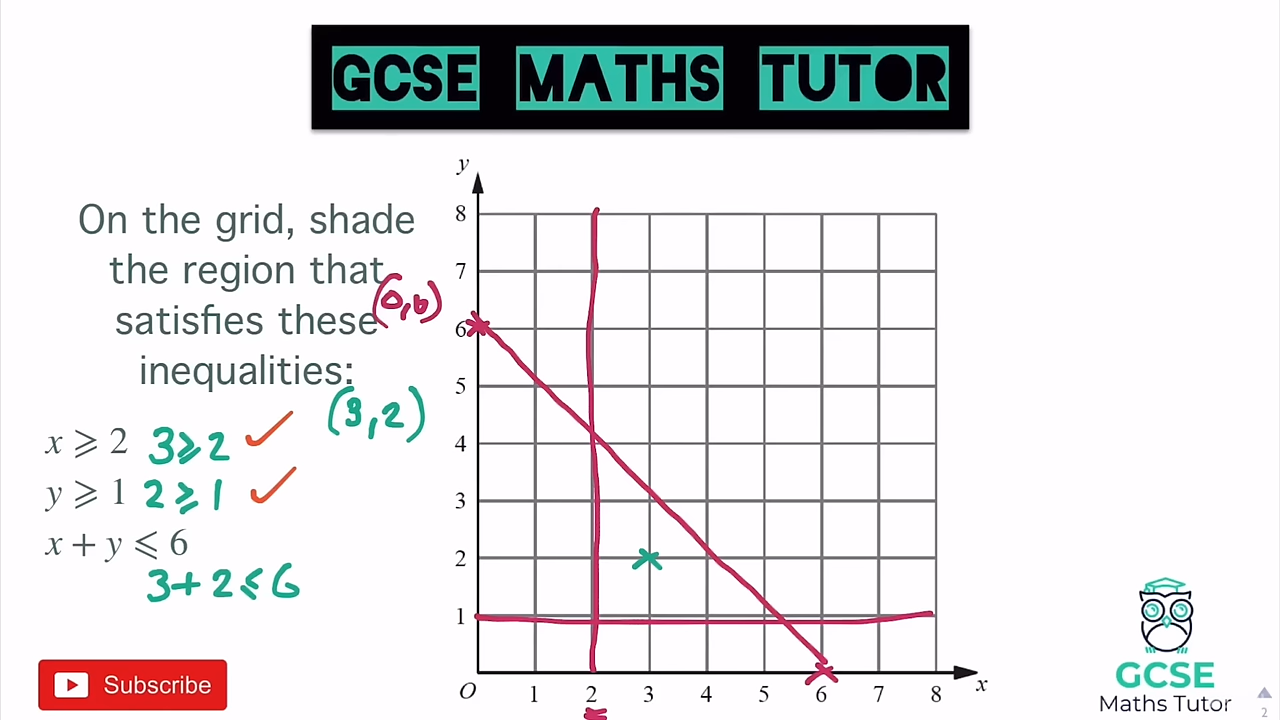 GCSE MATHS TUTOR
On the grid, shade
the region that
satisfies these
inequalities:
x ⩾ 2 3⩾2
y ⩾ 1 2⩾1
x + y ⩽ 6
3+2⩽6
(0,6)
(3,2)
y
8
7
6
5
4
3
2
1
O 1 2 3 4 5 6 7 8 x
Subscribe
GCSE
Maths Tutor
2